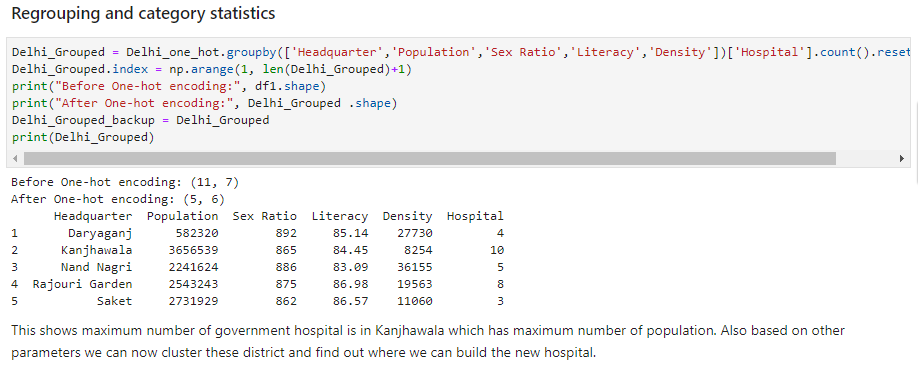 Regrouping and category statistics
Delhi_Grouped = Delhi_one_hot.groupby(['Headquarter','Population','Sex Ratio','Literacy','Density'])['Hospital'].count().reset
Delhi_Grouped.index = np.arange(1, len(Delhi_Grouped)+1)
print("Before One-hot encoding:", df1.shape)
print("After One-hot encoding:", Delhi_Grouped .shape)
Delhi_Grouped_backup = Delhi_Grouped
print(Delhi_Grouped)
Before One-hot encoding: (11, 7)
After One-hot encoding: (5, 6)
Headquarter Population Sex Ratio Literacy Density Hospital
1 Daryaganj 582320 892 85.14 27730 4
2 Kanjhawala 3656539 865 84.45 8254 10
3 Nand Nagri 2241624 886 83.09 36155 5
4 Rajouri Garden 2543243 875 86.98 19563 8
5 Saket 2731929 862 86.57 11060 3
This shows maximum number of government hospital is in Kanjhawala which has maximum number of population. Also based on other
parameters we can now cluster these district and find out where we can build the new hospital.